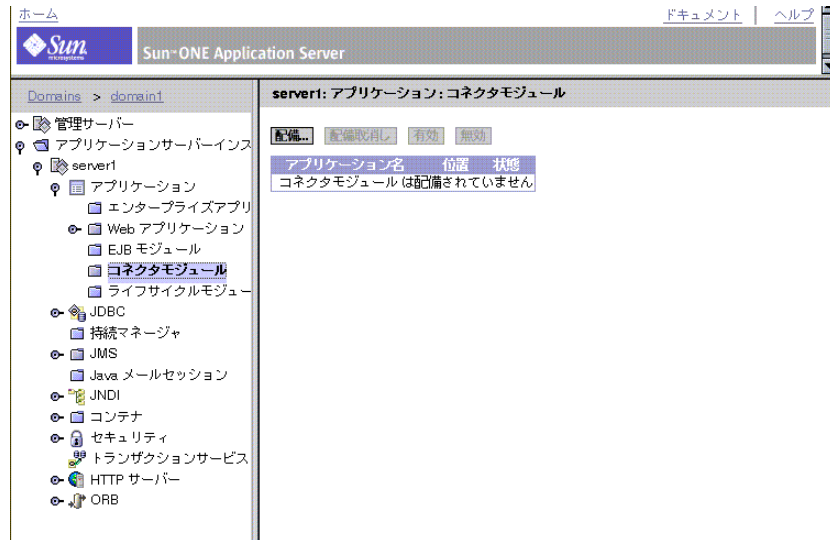 ホーム
ドキュメント | ヘルプ
Sun microsystems
Sun ONE Application Server
Domains > domain1
管理サーバー
アプリケーションサーバーインス
server1
アプリケーション
エンタープライズアプリ
Web アプリケーション
EJB モジュール
コネクタモジュール
ライフサイクルモジュー
JDBC
持続マネージャ
JMS
Java メールセッション
JNDI
コンテナ
セキュリティ
トランザクションサービス
HTTP サーバー
ORB
server1: アプリケーション: コネクタモジュール
配備... 配備取消し 有効 無効
アプリケーション名 位置 状態
コネクタモジュール は配備されていません